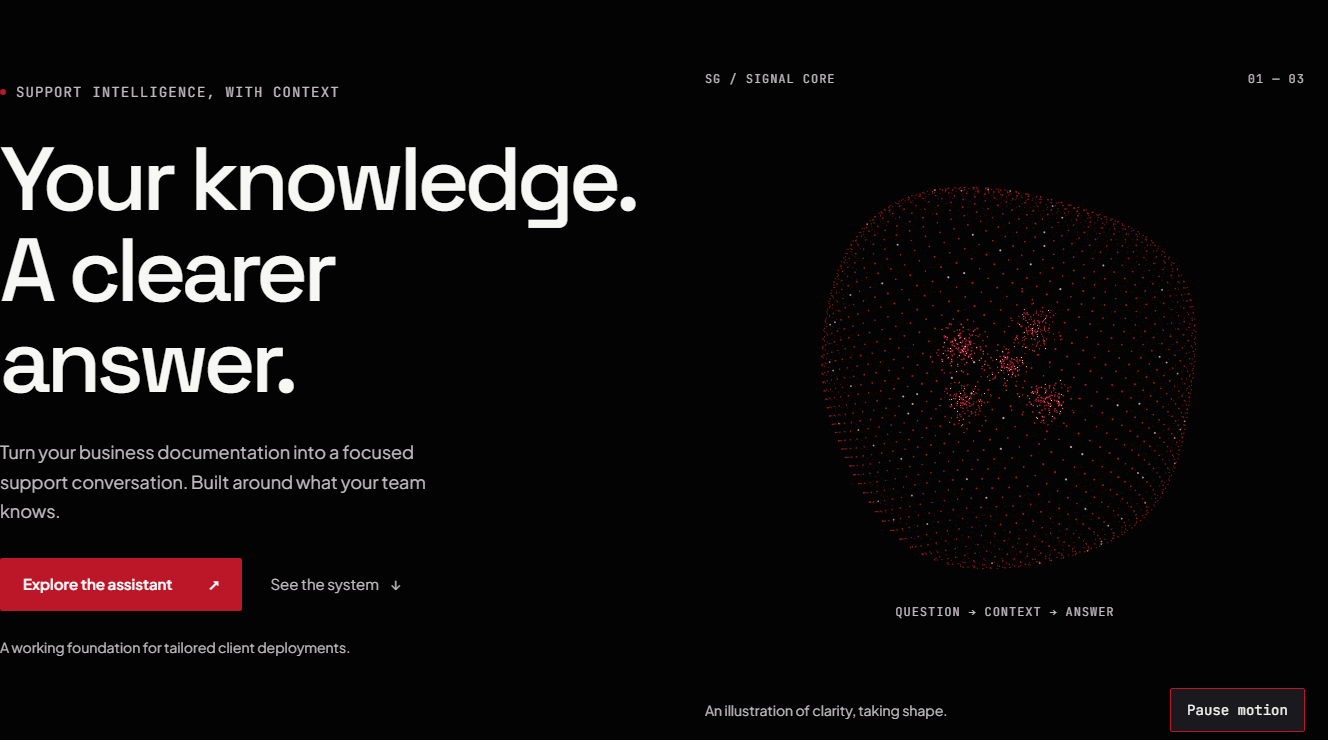 SUPPORT INTELLIGENCE, WITH CONTEXT
Your knowledge.
A clearer
answer.
Turn your business documentation into a focused
support conversation. Built around what your team
knows.
Explore the assistant ↗
See the system ↓
A working foundation for tailored client deployments.
SG / SIGNAL CORE
01 — 03
QUESTION → CONTEXT → ANSWER
An illustration of clarity, taking shape.
Pause motion